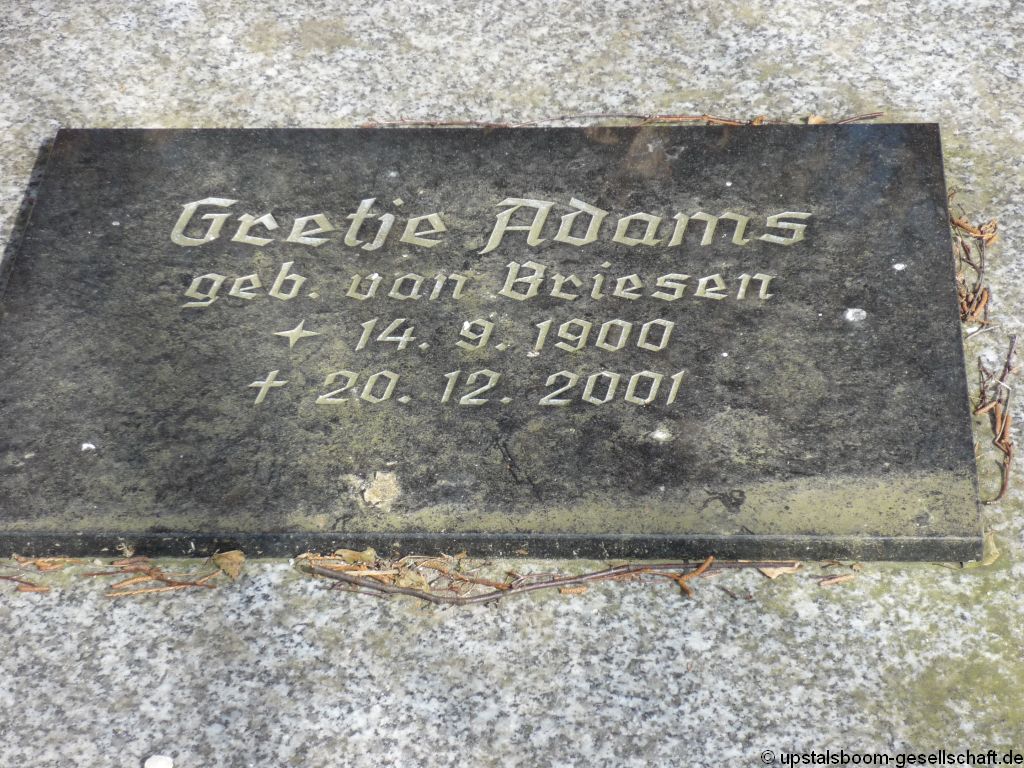 Gretje Adams
geb. van Briesen
14. 9. 1900
† 20. 12. 2001
© upstalsboom-gesellschaft.de